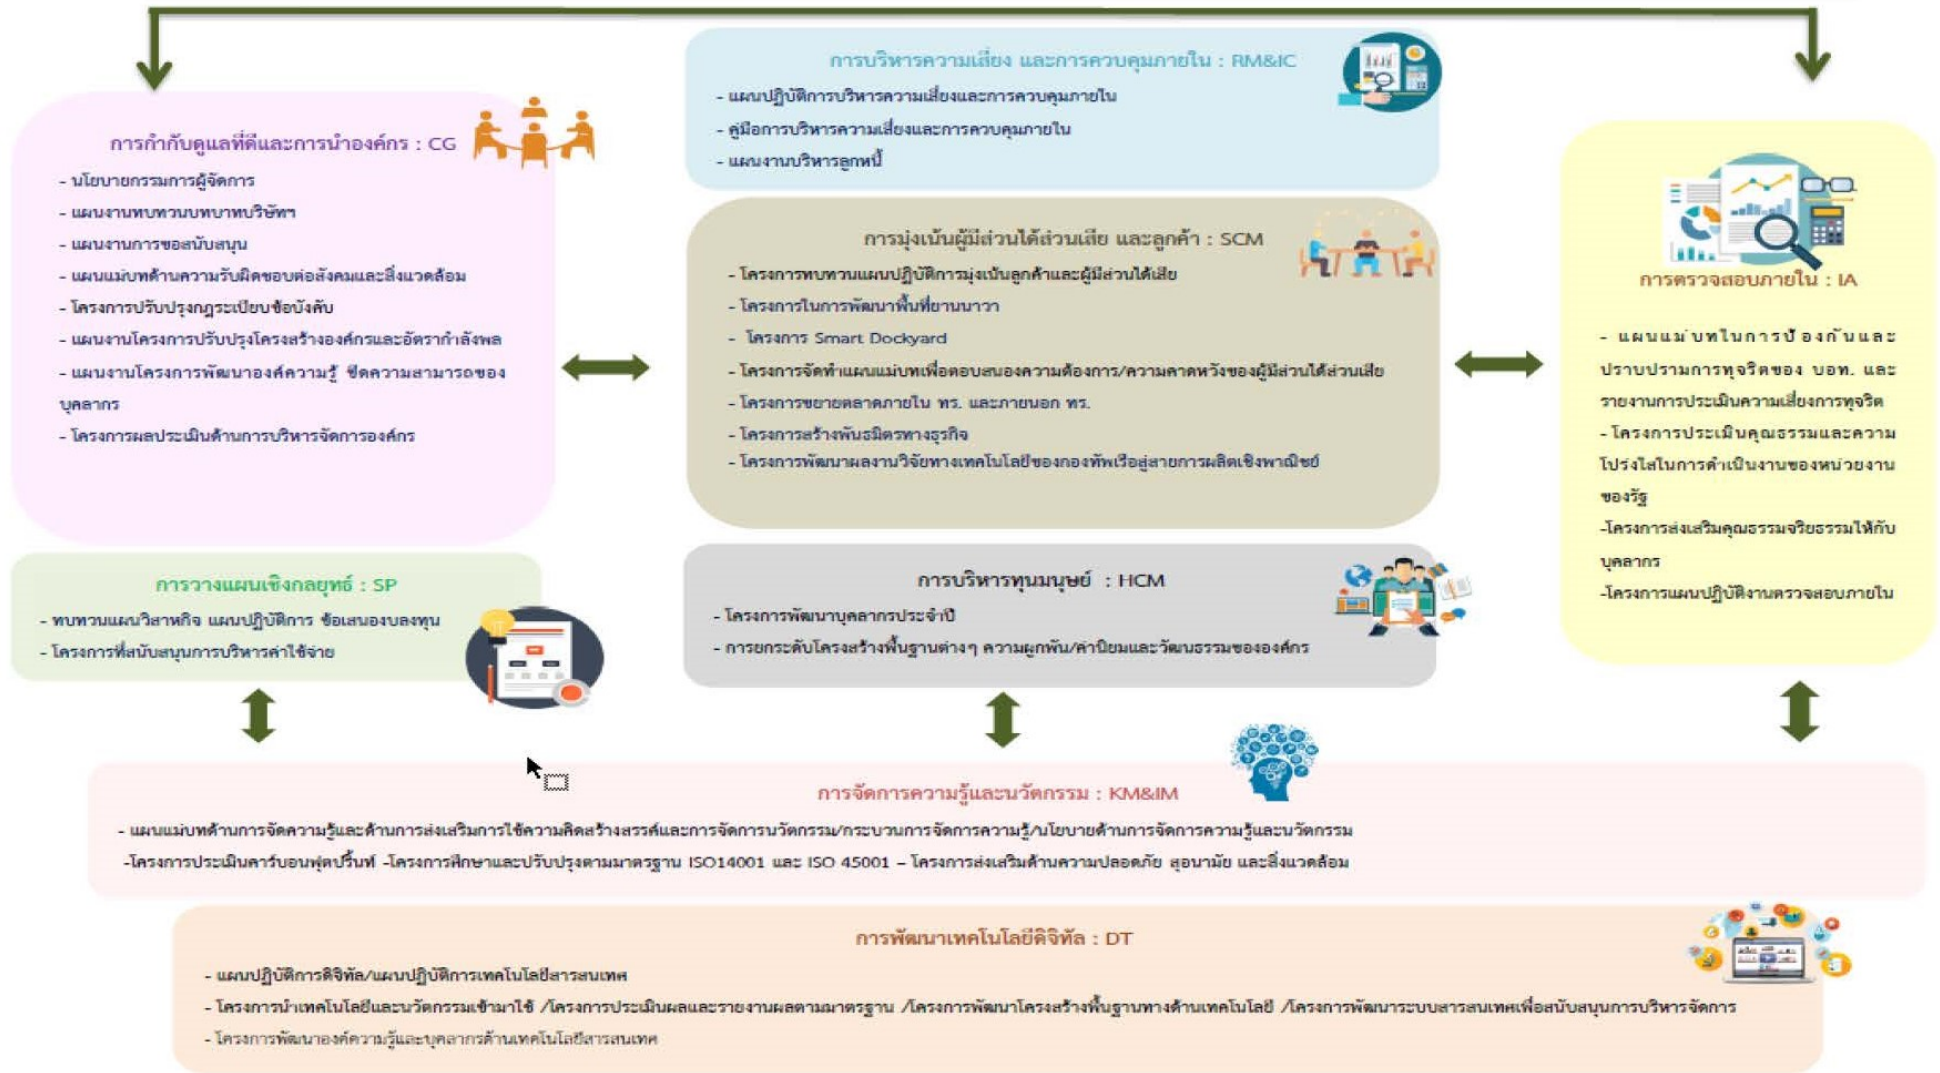 การกำกับดูแลที่ดีและการนำองค์กร : CG
- นโยบายกรรมการผู้จัดการ
- แผนงานทบทวนบทบาทบริษัทฯ
- แผนงานการขอสนับสนุน
- แผนแม่บทด้านความรับผิดชอบต่อสังคมและสิ่งแวดล้อม
- โครงการปรับปรุงกฎระเบียบข้อบังคับ
- แผนงานโครงการปรับปรุงโครงสร้างองค์กรและอัตรากำลังพล
- แผนงานโครงการพัฒนาองค์ความรู้ ขีดความสามารถของ
บุคลากร
- โครงการผลประเมินด้านการบริหารจัดการองค์กร
การวางแผนเชิงกลยุทธ์ : SP
- ทบทวนแผนวิสาหกิจ แผนปฏิบัติการ ข้อเสนองบลงทุน
- โครงการที่สนับสนุนการบริหารค่าใช้จ่าย
การบริหารความเสี่ยง และการควบคุมภายใน : RM&IC
- แผนปฏิบัติการบริหารความเสี่ยงและการควบคุมภายใน
- คู่มือการบริหารความเสี่ยงและการควบคุมภายใน
- แผนงานบริหารลูกหนี้
การมุ่งเน้นผู้มีส่วนได้ส่วนเสีย และลูกค้า : SCM
- โครงการทบทวนแผนปฏิบัติการมุ่งเน้นลูกค้าและผู้มีส่วนได้เสีย
- โครงการในการพัฒนาพื้นที่ยานนาวา
- โครงการ Smart Dockyard
- โครงการจัดทำแผนแม่บทเพื่อตอบสนองความต้องการ/ความคาดหวังของผู้มีส่วนได้ส่วนเสีย
- โครงการขยายตลาดภายใน ทร. และภายนอก ทร.
- โครงการสร้างพันธมิตรทางธุรกิจ
- โครงการพัฒนาผลงานวิจัยทางเทคโนโลยีของกองทัพเรือสู่สายการผลิตเชิงพาณิชย์
การบริหารทุนมนุษย์ : HCM
- โครงการพัฒนาบุคลากรประจำปี
- การยกระดับโครงสร้างพื้นฐานต่างๆ ความผูกพัน/ค่านิยมและวัฒนธรรมขององค์กร
การตรวจสอบภายใน : IA
- แผนแม่บทในการป้องกันและ
ปราบปรามการทุจริตของ บอท. และ
รายงานการประเมินความเสี่ยงการทุจริต
- โครงการประเมินคุณธรรมและความ
โปร่งใสในการดำเนินงานของหน่วยงาน
ของรัฐ
-โครงการส่งเสริมคุณธรรมจริยธรรมให้กับ
บุคลากร
-โครงการแผนปฏิบัติงานตรวจสอบภายใน
การจัดการความรู้และนวัตกรรม : KM&IM
- แผนแม่บทด้านการจัดความรู้และด้านการส่งเสริมการใช้ความคิดสร้างสรรค์และการจัดการนวัตกรรม/กระบวนการจัดการความรู้/นโยบายด้านการจัดการความรู้และนวัตกรรม
-โครงการประเมินคาร์บอนฟุตปริ้นท์ -โครงการศึกษาและปรับปรุงตามมาตรฐาน ISO14001 และ ISO 45001 – โครงการส่งเสริมด้านความปลอดภัย สุอนามัย และสิ่งแวดล้อม
การพัฒนาเทคโนโลยีดิจิทัล : DT
- แผนปฏิบัติการดิจิทัล/แผนปฏิบัติการเทคโนโลยีสารสนเทศ
- โครงการนำเทคโนโลยีและนวัตกรรมเข้ามาใช้ /โครงการประเมินผลและรายงานผลตามมาตรฐาน /โครงการพัฒนาโครงสร้างพื้นฐานทางด้านเทคโนโลยี /โครงการพัฒนาระบบสารสนเทศเพื่อสนับสนุนการบริหารจัดการ
- โครงการพัฒนาองค์ความรู้และบุคลากรด้านเทคโนโลยีสารสนเทศ